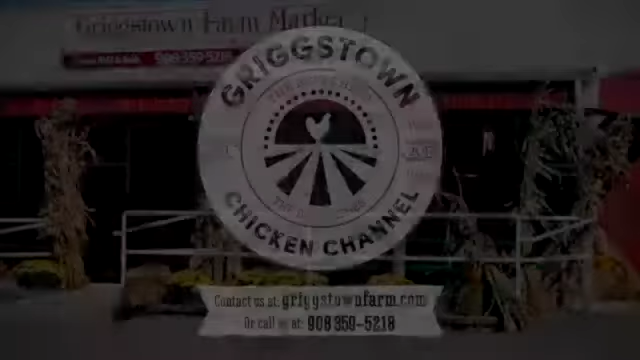 Griggstown Farm Market
908-359-5218
GRIGGSTOWN
CHICKEN CHANNEL
Contact us at: griggstownfarm.com
Or call us at: 908 359-5218